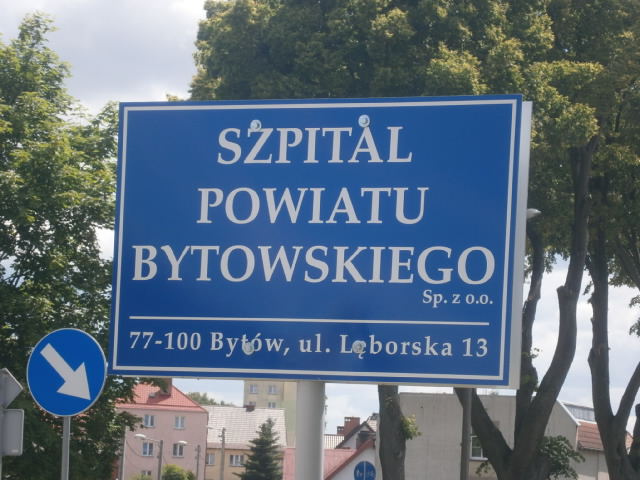 SZPITAL
POWIATU
BYTOWSKIEGO
Sp. z o.o.
77-100 Bytów, ul. Lęborska 13